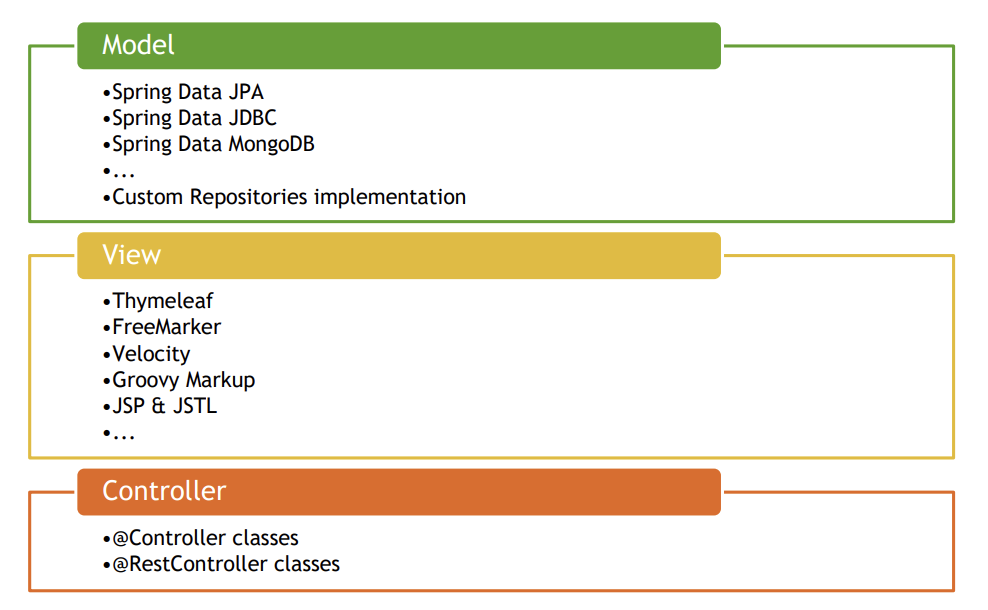 Model
•Spring Data JPA
•Spring Data JDBC
•Spring Data MongoDB
•...
•Custom Repositories implementation
View
•Thymeleaf
•FreeMarker
•Velocity
•Groovy Markup
•JSP & JSTL
•...
Controller
•@Controller classes
•@RestController classes